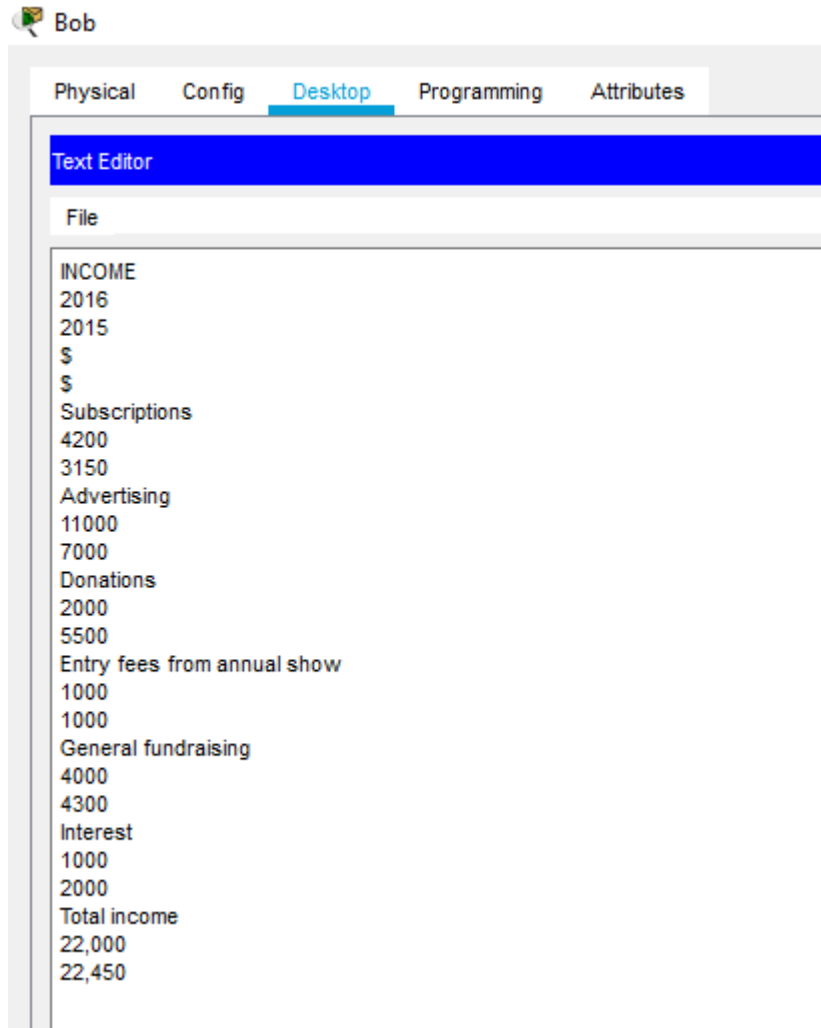 Bob
Physical Config Desktop Programming Attributes
Text Editor
File
INCOME
2016
2015
$
$
Subscriptions
4200
3150
Advertising
11000
7000
Donations
2000
5500
Entry fees from annual show
1000
1000
General fundraising
4000
4300
Interest
1000
2000
Total income
22,000
22,450